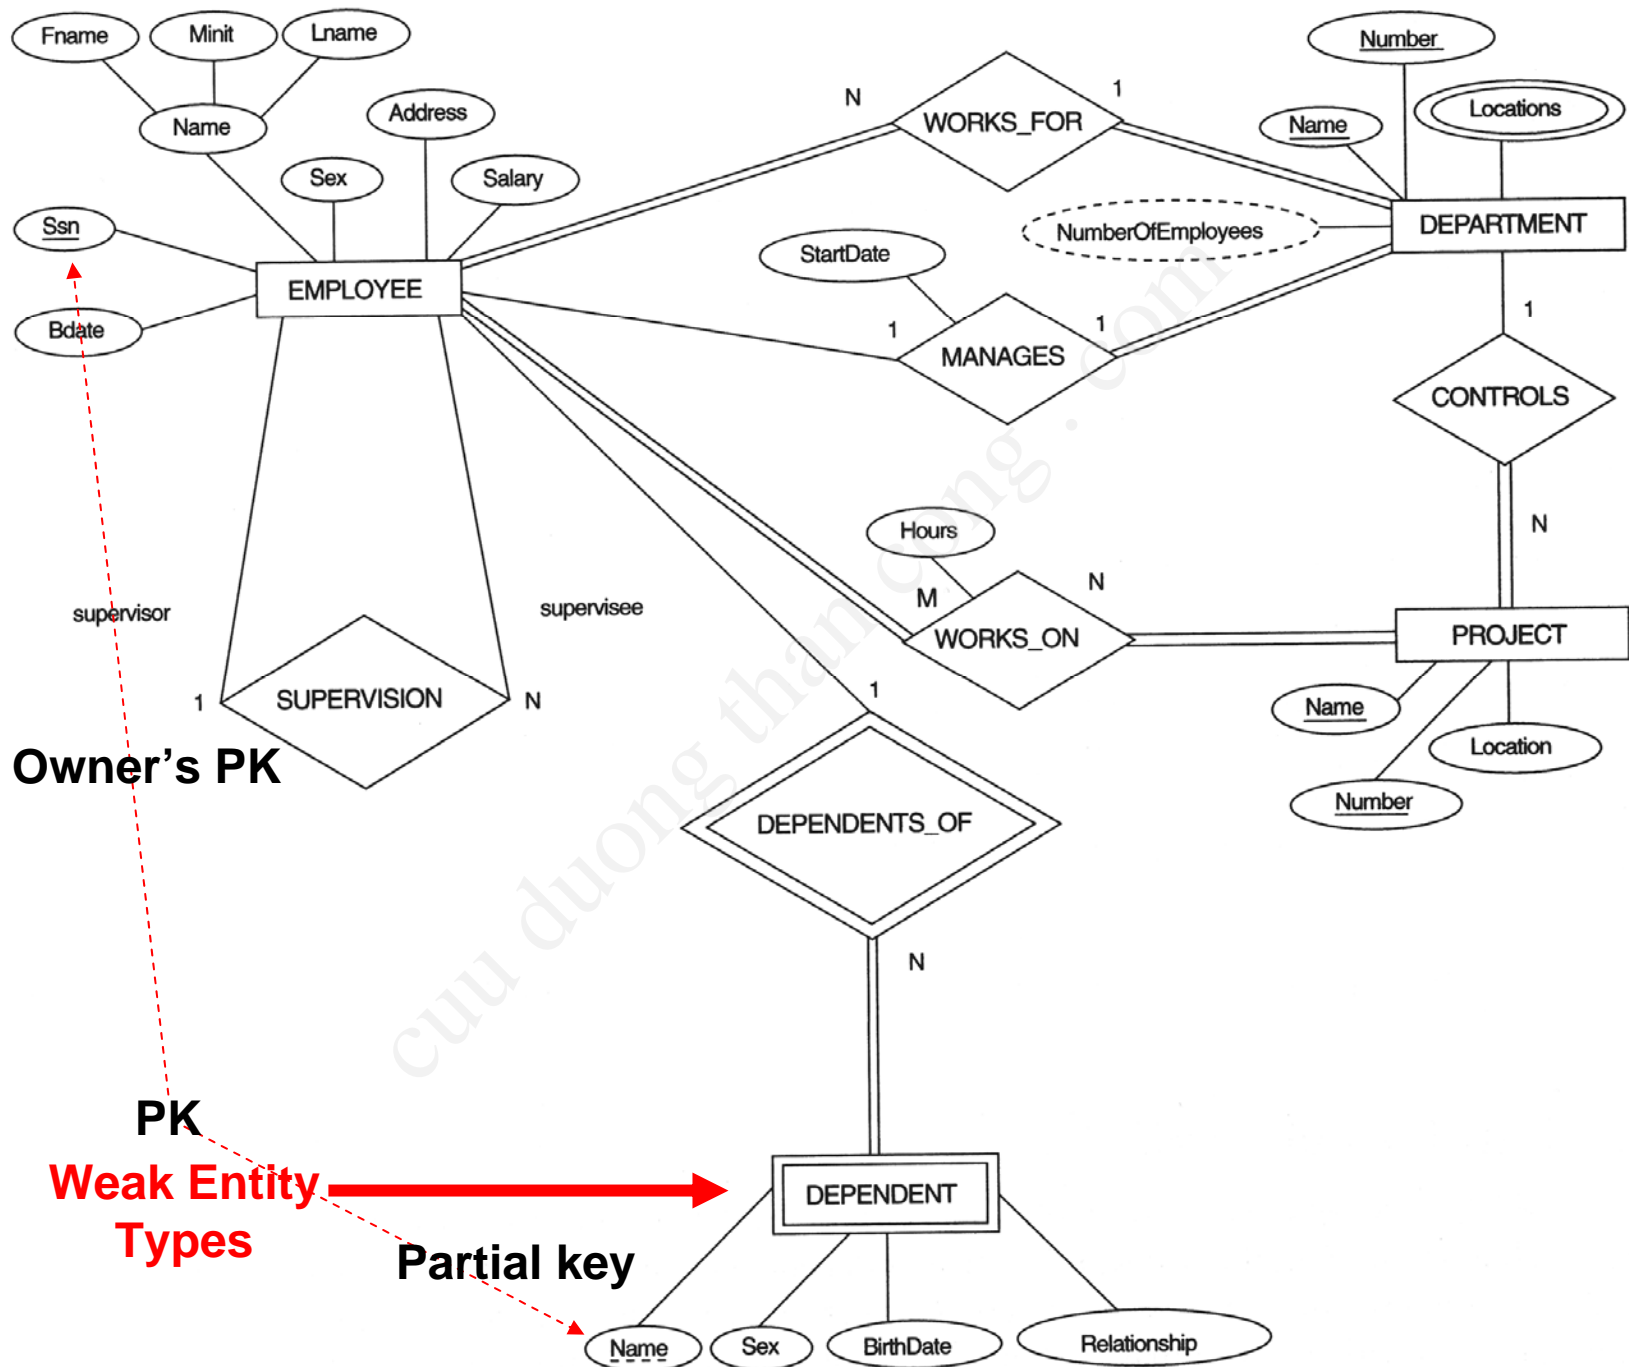 Fname
Minit
Lname
Number
Name
Address
Locations
N
WORKS_FOR
1
Name
Sex
Salary
Ssn
NumberOfEmployees
DEPARTMENT
StartDate
EMPLOYEE
Bdate
1
MANAGES
1
1
CONTROLS
Hours
N
M
N
supervisor
supervisee
WORKS_ON
PROJECT
1
SUPERVISION
N
1
Name
Location
Owner's PK
Number
DEPENDENTS_OF
N
PK
Weak Entity
Types
DEPENDENT
Partial key
Name
Sex
BirthDate
Relationship
cuu duong than cong . com